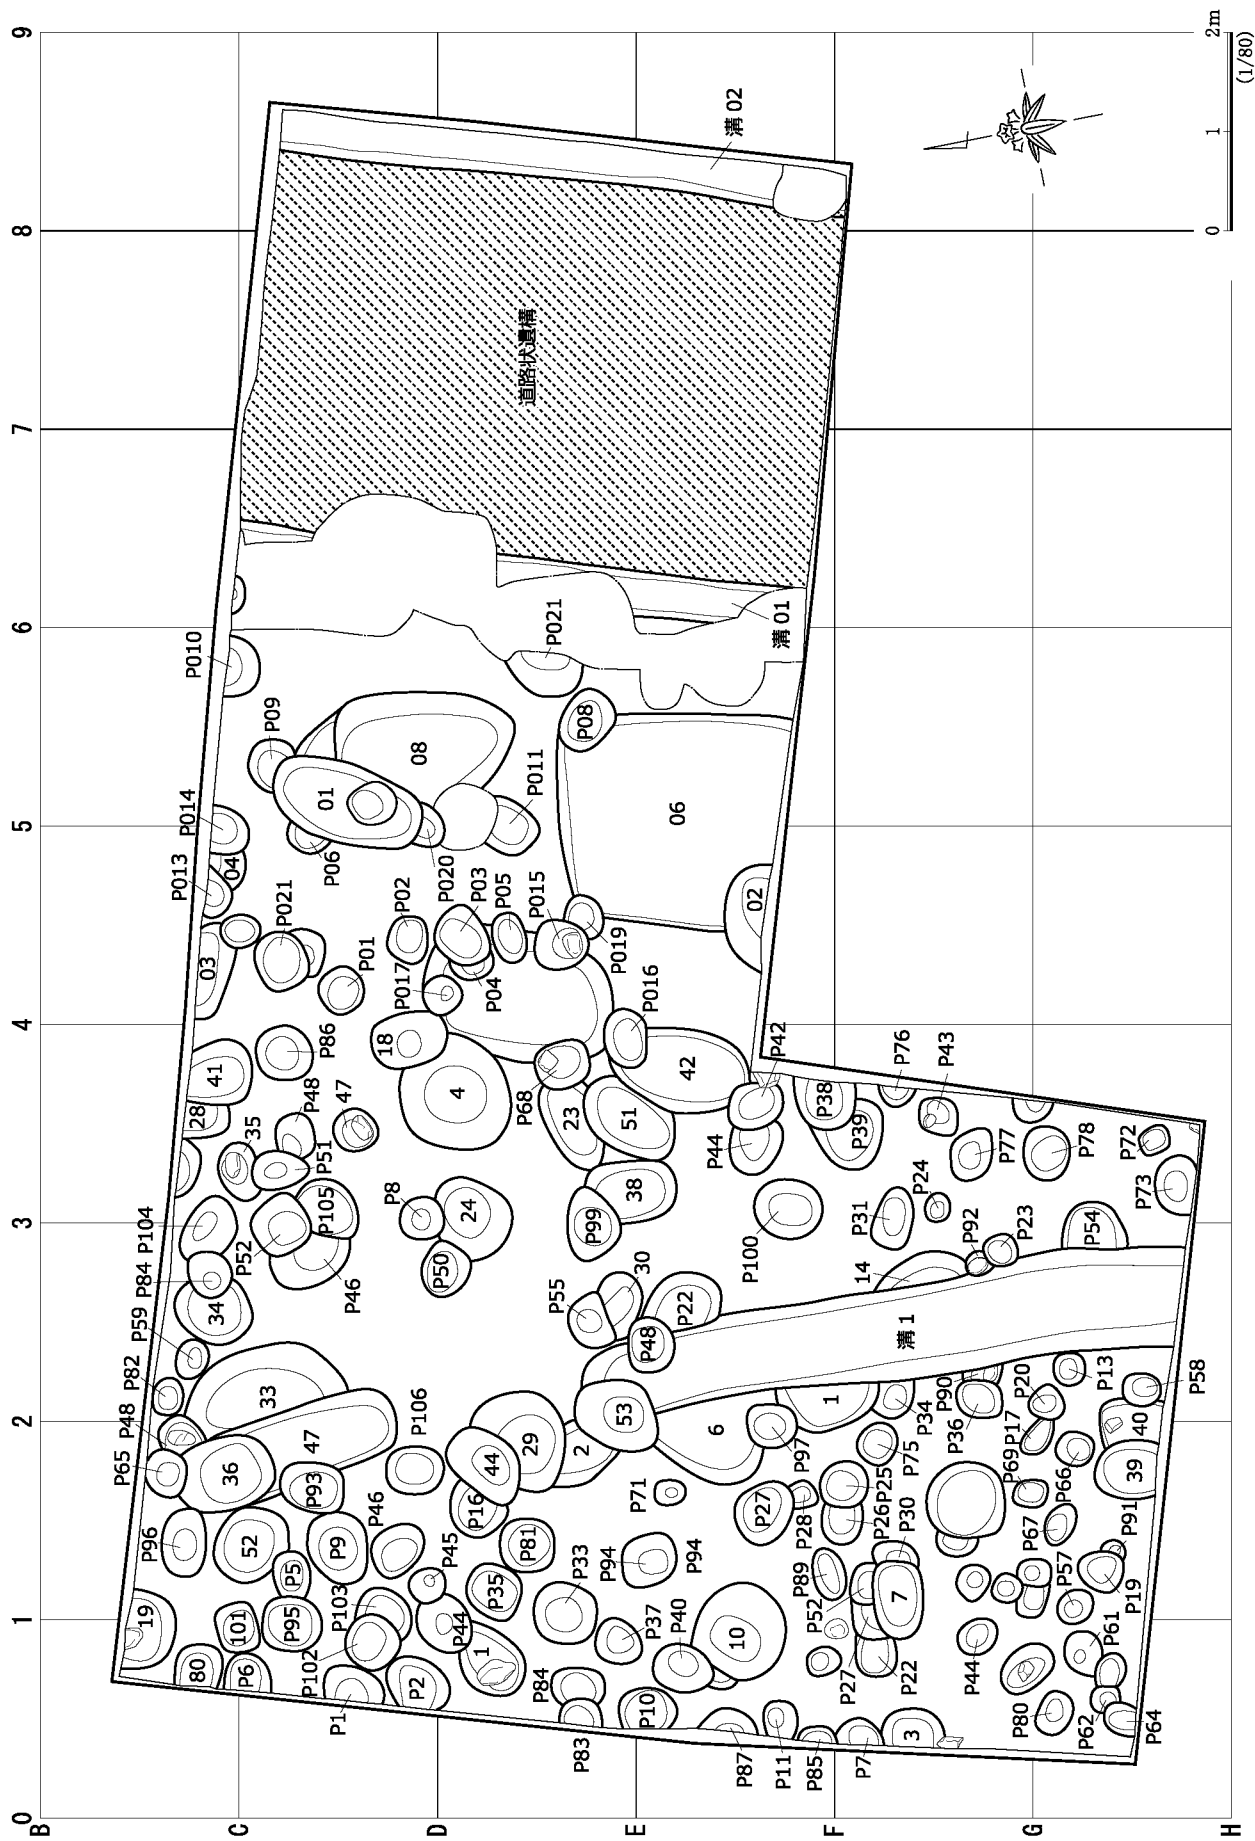 9
8
7
6
5
4
3
2
1
0
B
C
D
E
F
G
H
2m
1
0
(1/80)
溝 02
道路状遺構
溝 01
P010
P021
P09
08
01
P08
P014
P011
06
P013
04
P06
P020
P03
P02
P05
P015
02
03
P021
P01
P017
P04
P019
P016
41
P86
18
4
P68
42
P42
P76
P43
28
35
P48
47
P51
23
51
P44
P38
P39
P77
P78
P72
P104
P84
P52
P105
P46
P8
24
P50
P99
38
P100
P31
P24
P92
P23
P54
P73
P59
34
P55
30
P22
14
P82
33
P48
溝 1
P48
P65
36
47
P93
P106
29
44
2
53
6
P97
1
P34
P90
P36
P20
P13
P58
P96
52
P9
P46
P16
P81
P71
P27
P28
P25
P26
P75
P17
P69
P66
40
39
P5
P103
P45
P35
P33
P94
P94
P89
P30
P67
P91
19
101
P95
P102
P44
1
P37
P40
10
P52
7
P57
P19
80
P6
P1
P2
P84
P10
P27
P22
P44
P61
P83
P87
P11
P85
P7
3
P80
P62
P64